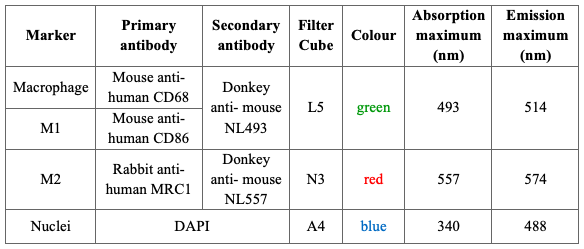 Marker Primary antibody Secondary antibody Filter Cube Colour Absorption maximum (nm) Emission maximum (nm)
Macrophage Mouse anti-human CD68 Donkey anti- mouse NL493 L5 green 493 514
M1 Mouse anti-human CD86
M2 Rabbit anti-human MRC1 Donkey anti- mouse NL557 N3 red 557 574
Nuclei DAPI A4 blue 340 488